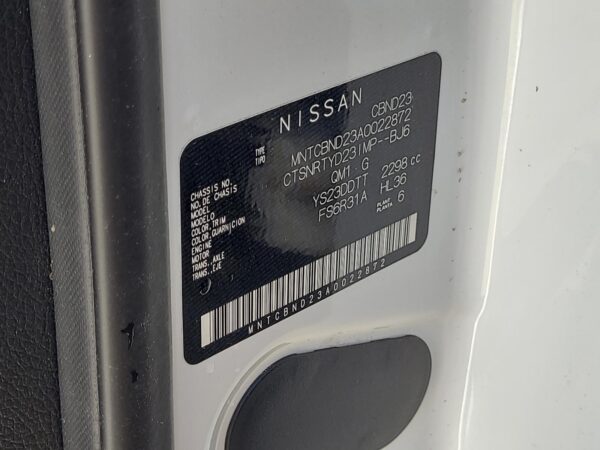 NISSAN
TYPE
TIPO CBND23
CHASSIS NO.
NO. DE CHASIS MNTCBND23A0022872
MODEL
MODELO CTSNRTYD23IMP--BJ6
COLOR, TRIM
COLOR, GUARNICION QM1 G
ENGINE
MOTOR YS23DDTT 2298 cc
TRANS. AXLE
TRANS. EJE FS6R31A HL36
PLANT
PLANTA 6
MNTCBND23A0022872